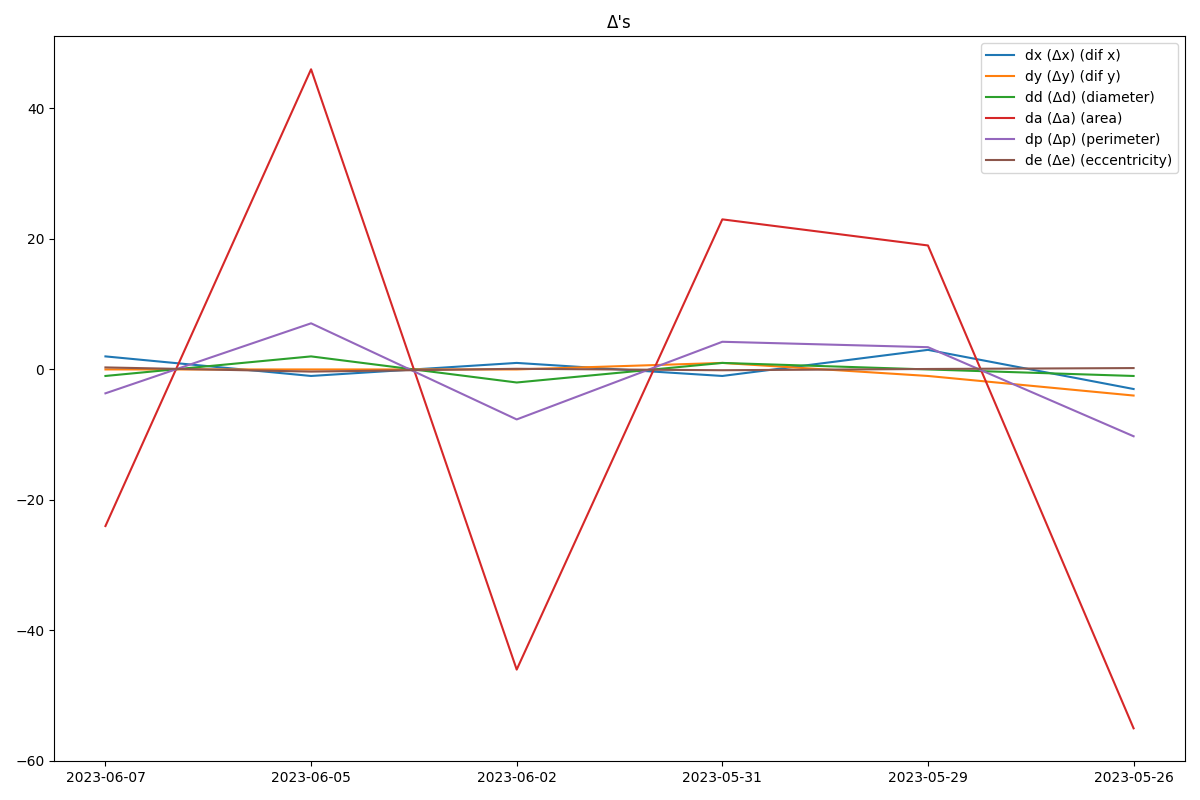 Δ's
dx (Δx) (dif x)
dy (Δy) (dif y)
dd (Δd) (diameter)
da (Δa) (area)
dp (Δp) (perimeter)
de (Δe) (eccentricity)
40
20
0
−20
−40
−60
2023-06-07 2023-06-05 2023-06-02 2023-05-31 2023-05-29 2023-05-26